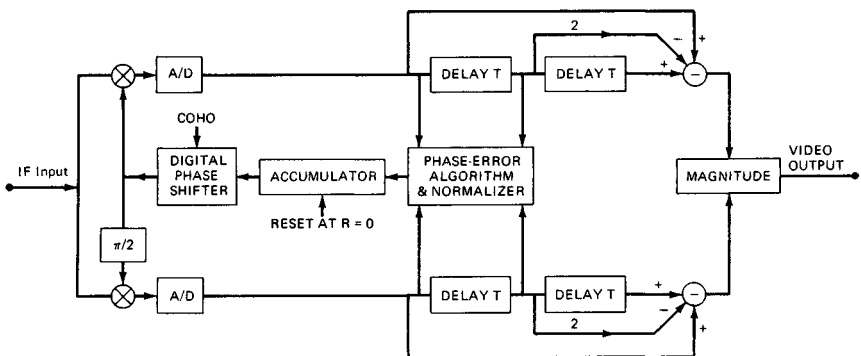 2
−
+
A/D
DELAY T
DELAY T
+
−
COHO
IF Input
DIGITAL
PHASE
SHIFTER
ACCUMULATOR
PHASE-ERROR
ALGORITHM
& NORMALIZER
MAGNITUDE
VIDEO
OUTPUT
RESET AT R = 0
π/2
A/D
DELAY T
DELAY T
+
−
−
2
+